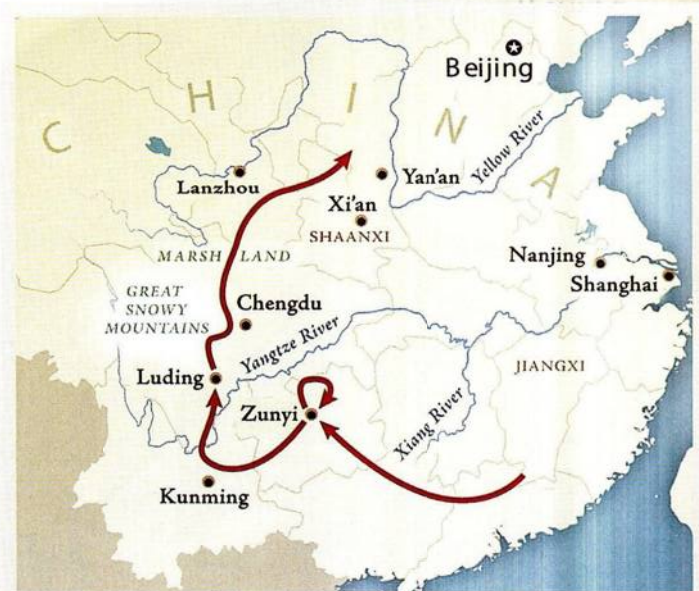 Beijing
C H I N A
Yellow River
Lanzhou
Yan'an
Xi'an
SHAANXI
MARSH LAND
Nanjing
Shanghai
GREAT
SNOWY
MOUNTAINS
Chengdu
Yangtze River
JIANGXI
Luding
Zunyi
Xiang River
Kunming